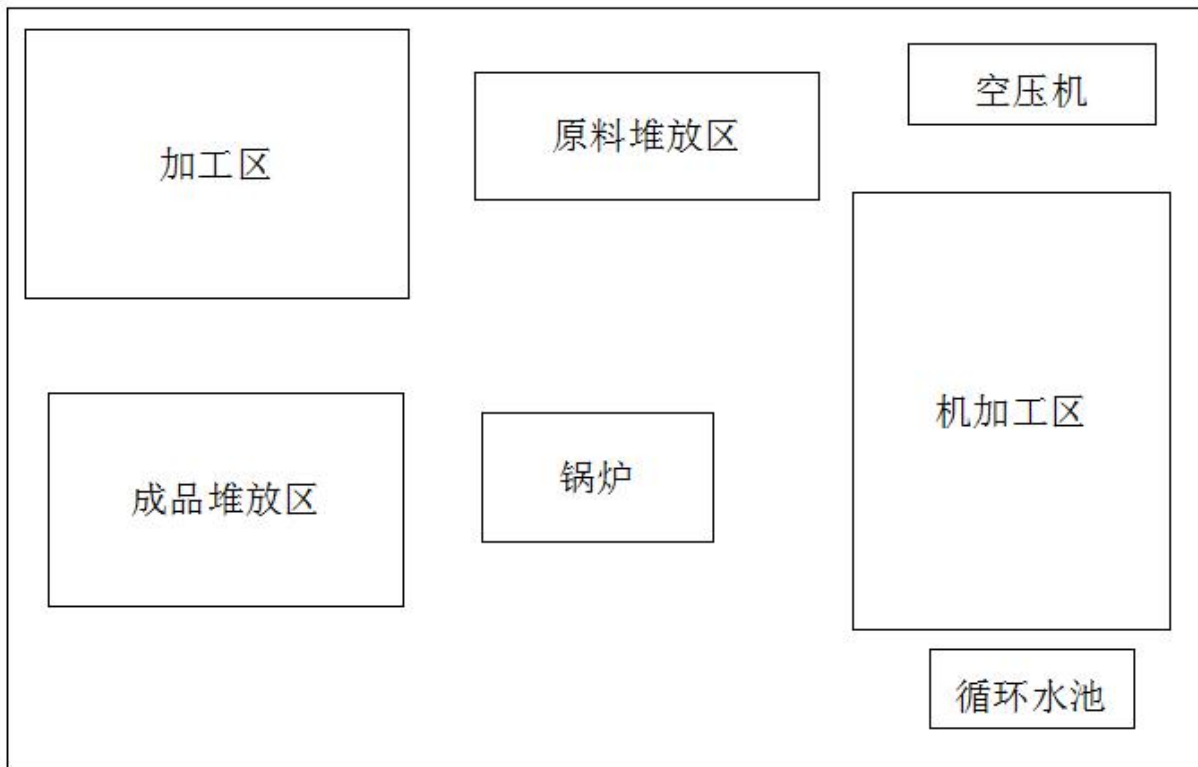 空压机
原料堆放区
加工区
机加工区
锅炉
成品堆放区
循环水池